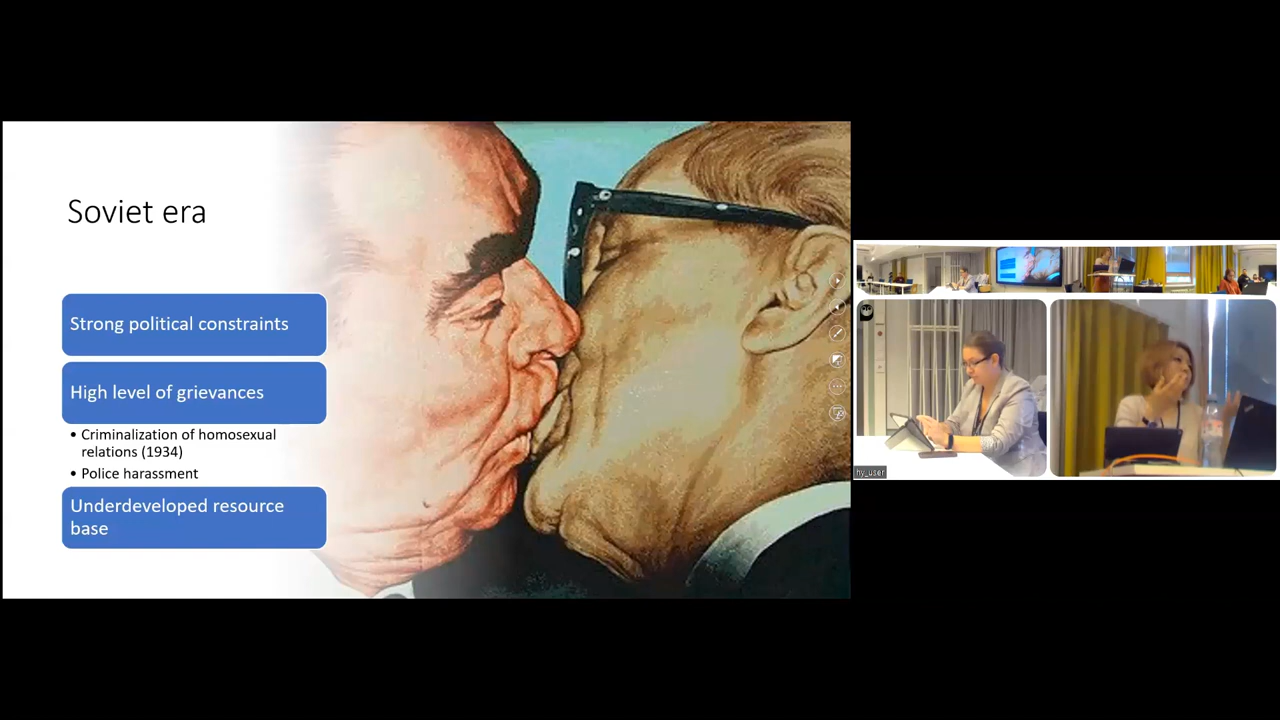 Soviet era
Strong political constraints
High level of grievances
• Criminalization of homosexual
relations (1934)
• Police harassment
Underdeveloped resource
base
hy_user